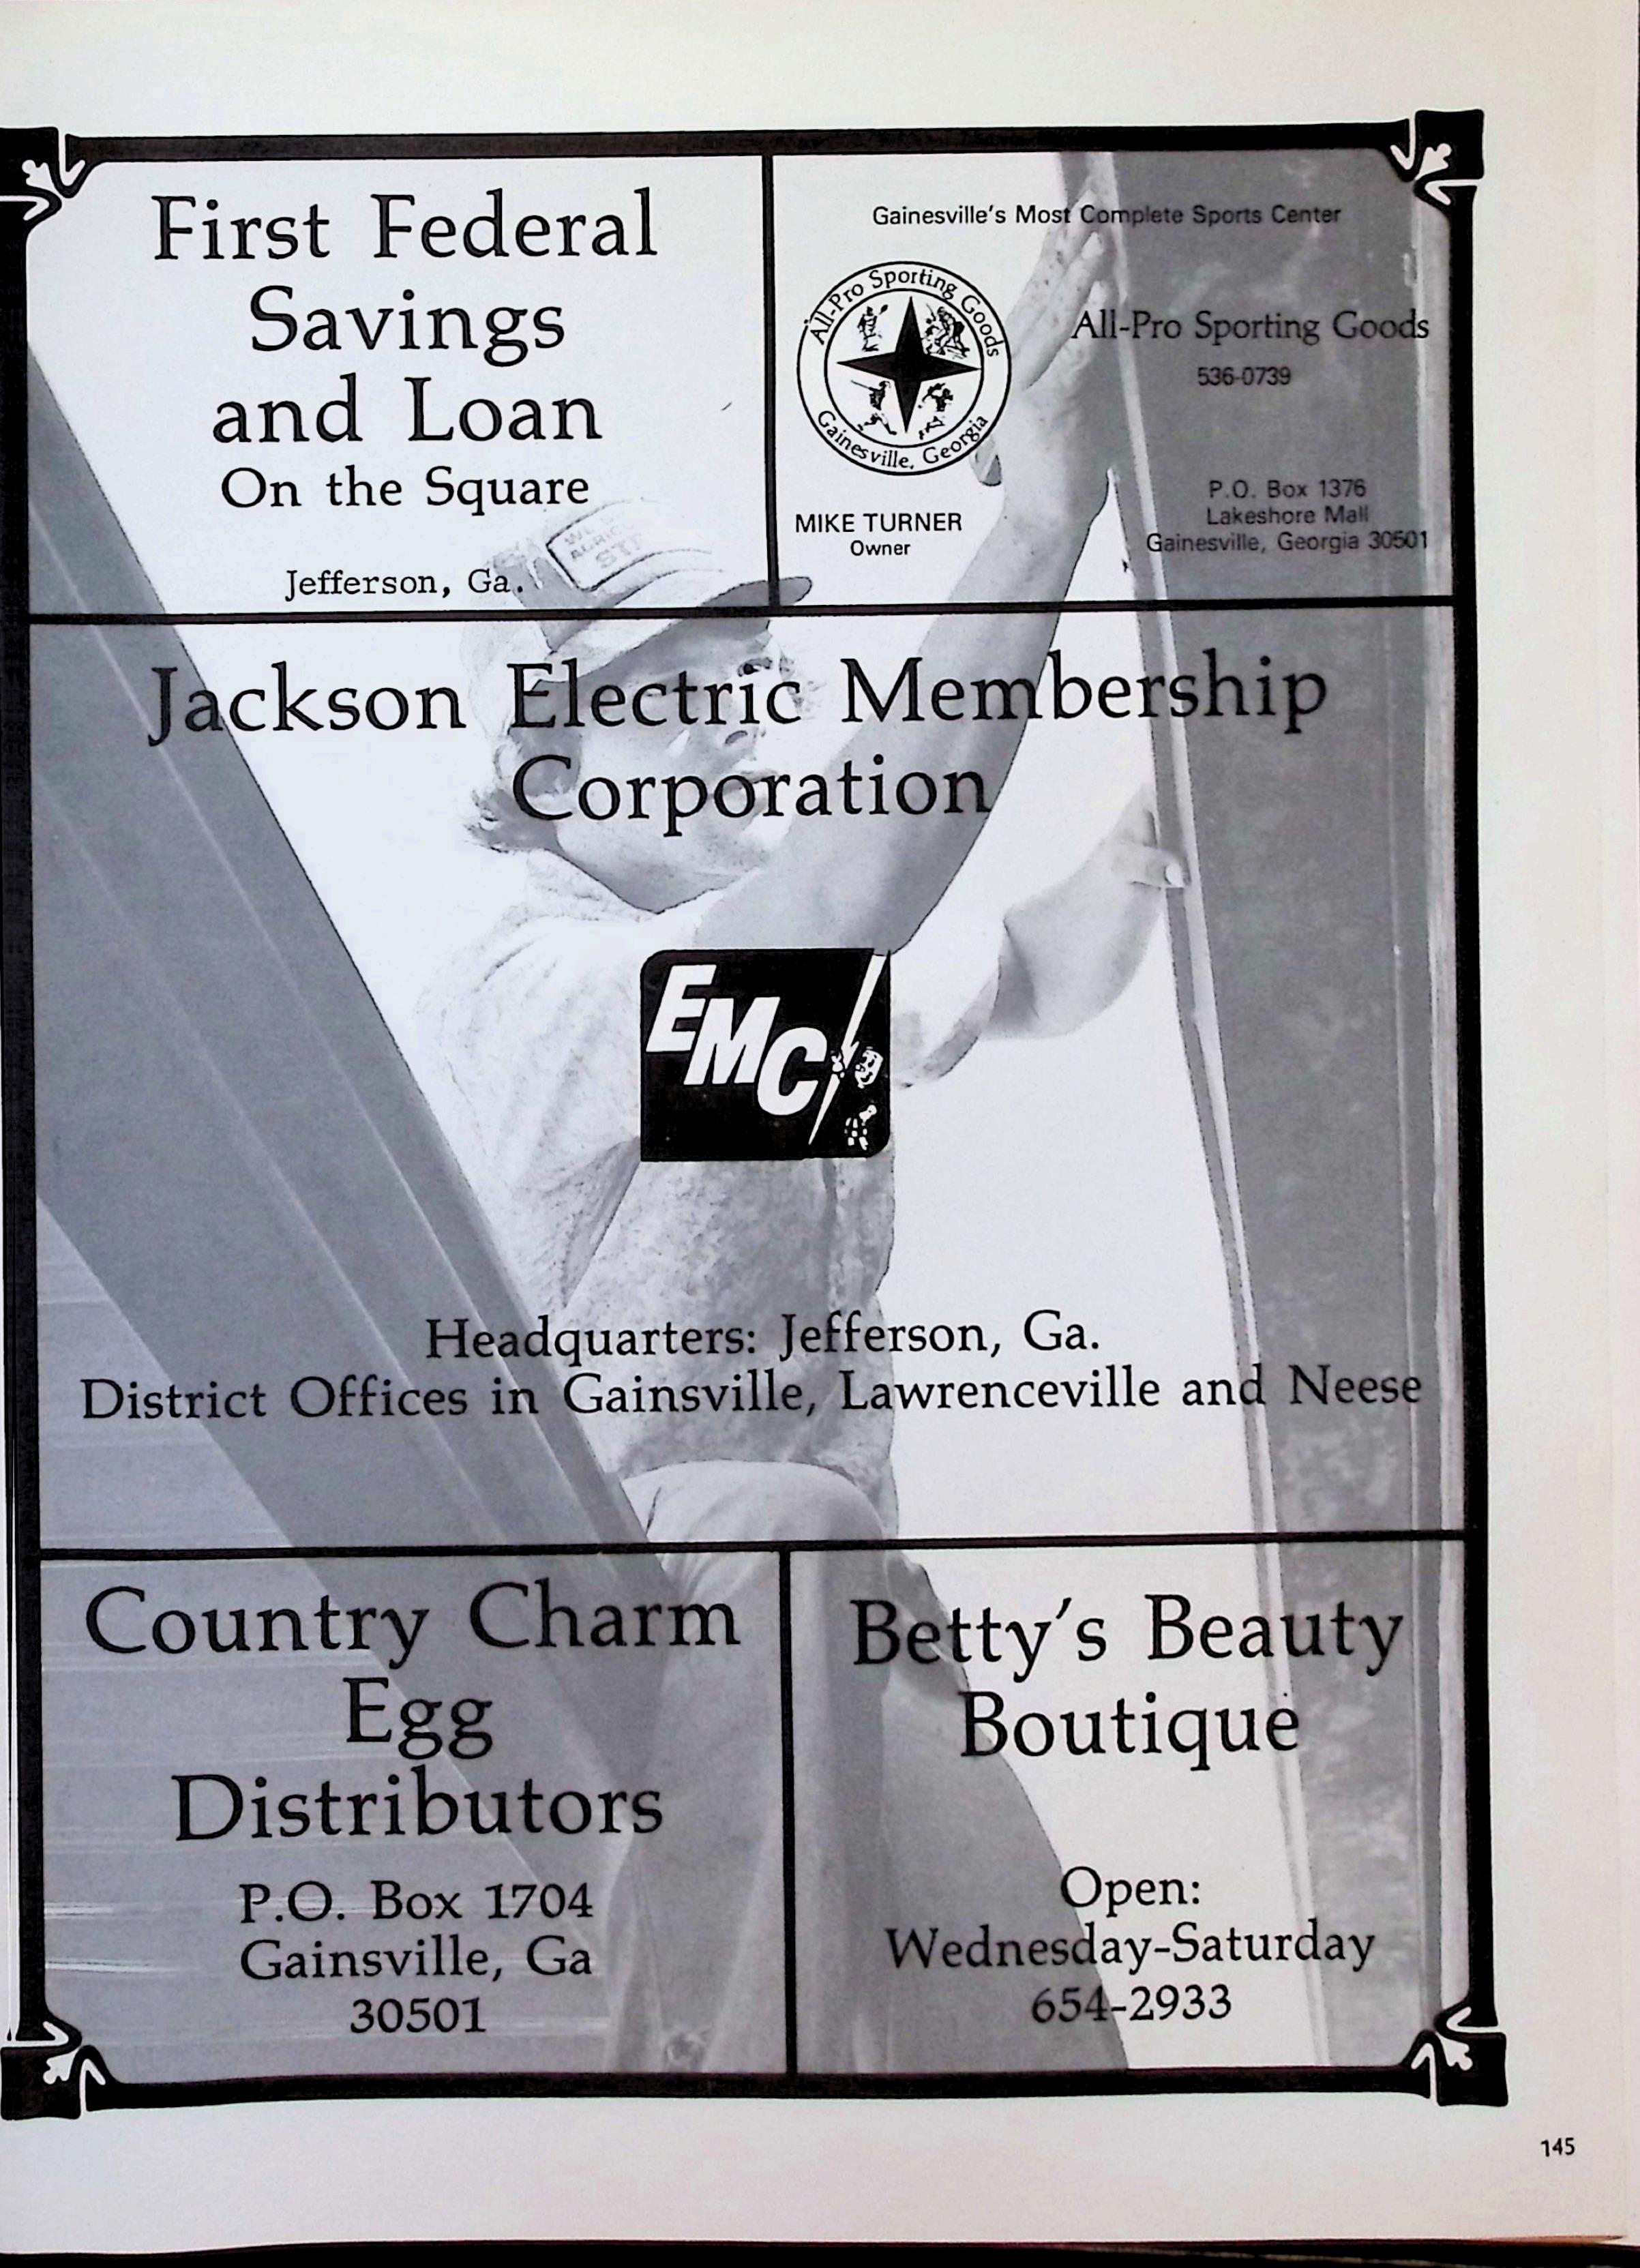 First Federal
Savings
and Loan
On the Square
Jefferson, Ga.
Gainesville's Most Complete Sports Center
All-Pro Sporting Goods
Gainesville, Georgia
All-Pro Sporting Goods
536-0739
MIKE TURNER
Owner
P.O. Box 1376
Lakeshore Mall
Gainesville, Georgia 30501
Jackson Electric Membership
Corporation
EMC
Headquarters: Jefferson, Ga.
District Offices in Gainsville, Lawrenceville and Neese
Country Charm
Egg
Distributors
P.O. Box 1704
Gainsville, Ga
30501
Betty's Beauty
Boutique
Open:
Wednesday-Saturday
654-2933
145